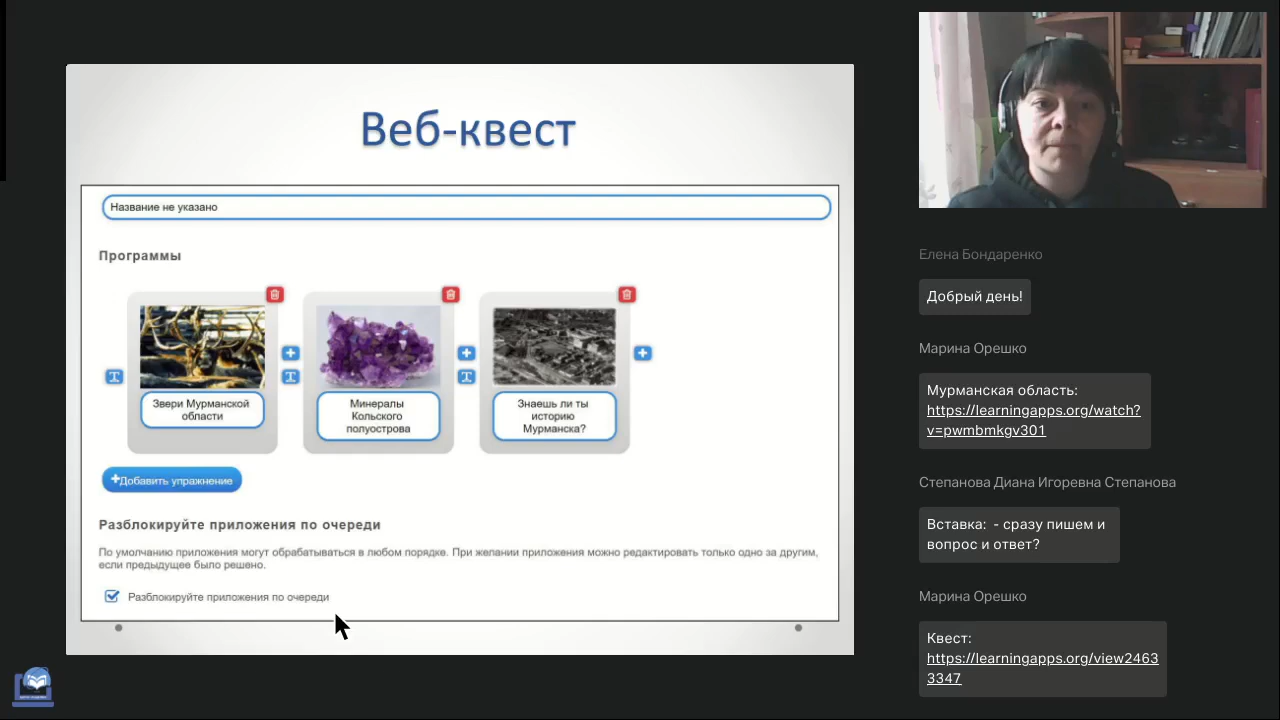 Веб-квест
Название не указано
Программы
Звери Мурманской
области
Минералы
Кольского
полуострова
Знаешь ли ты
историю
Мурманска?
+Добавить упражнение
Разблокируйте приложения по очереди
По умолчанию приложения могут обрабатываться в любом порядке. При желании приложения можно редактировать только одно за другим,
если предыдущее было решено.
Разблокируйте приложения по очереди
Елена Бондаренко
Добрый день!
Марина Орешко
Мурманская область:
https://learningapps.org/watch?
v=pwmbmkgv301
Степанова Диана Игоревна Степанова
Вставка:  - сразу пишем и
вопрос и ответ?
Марина Орешко
Квест:
https://learningapps.org/view2463
3347